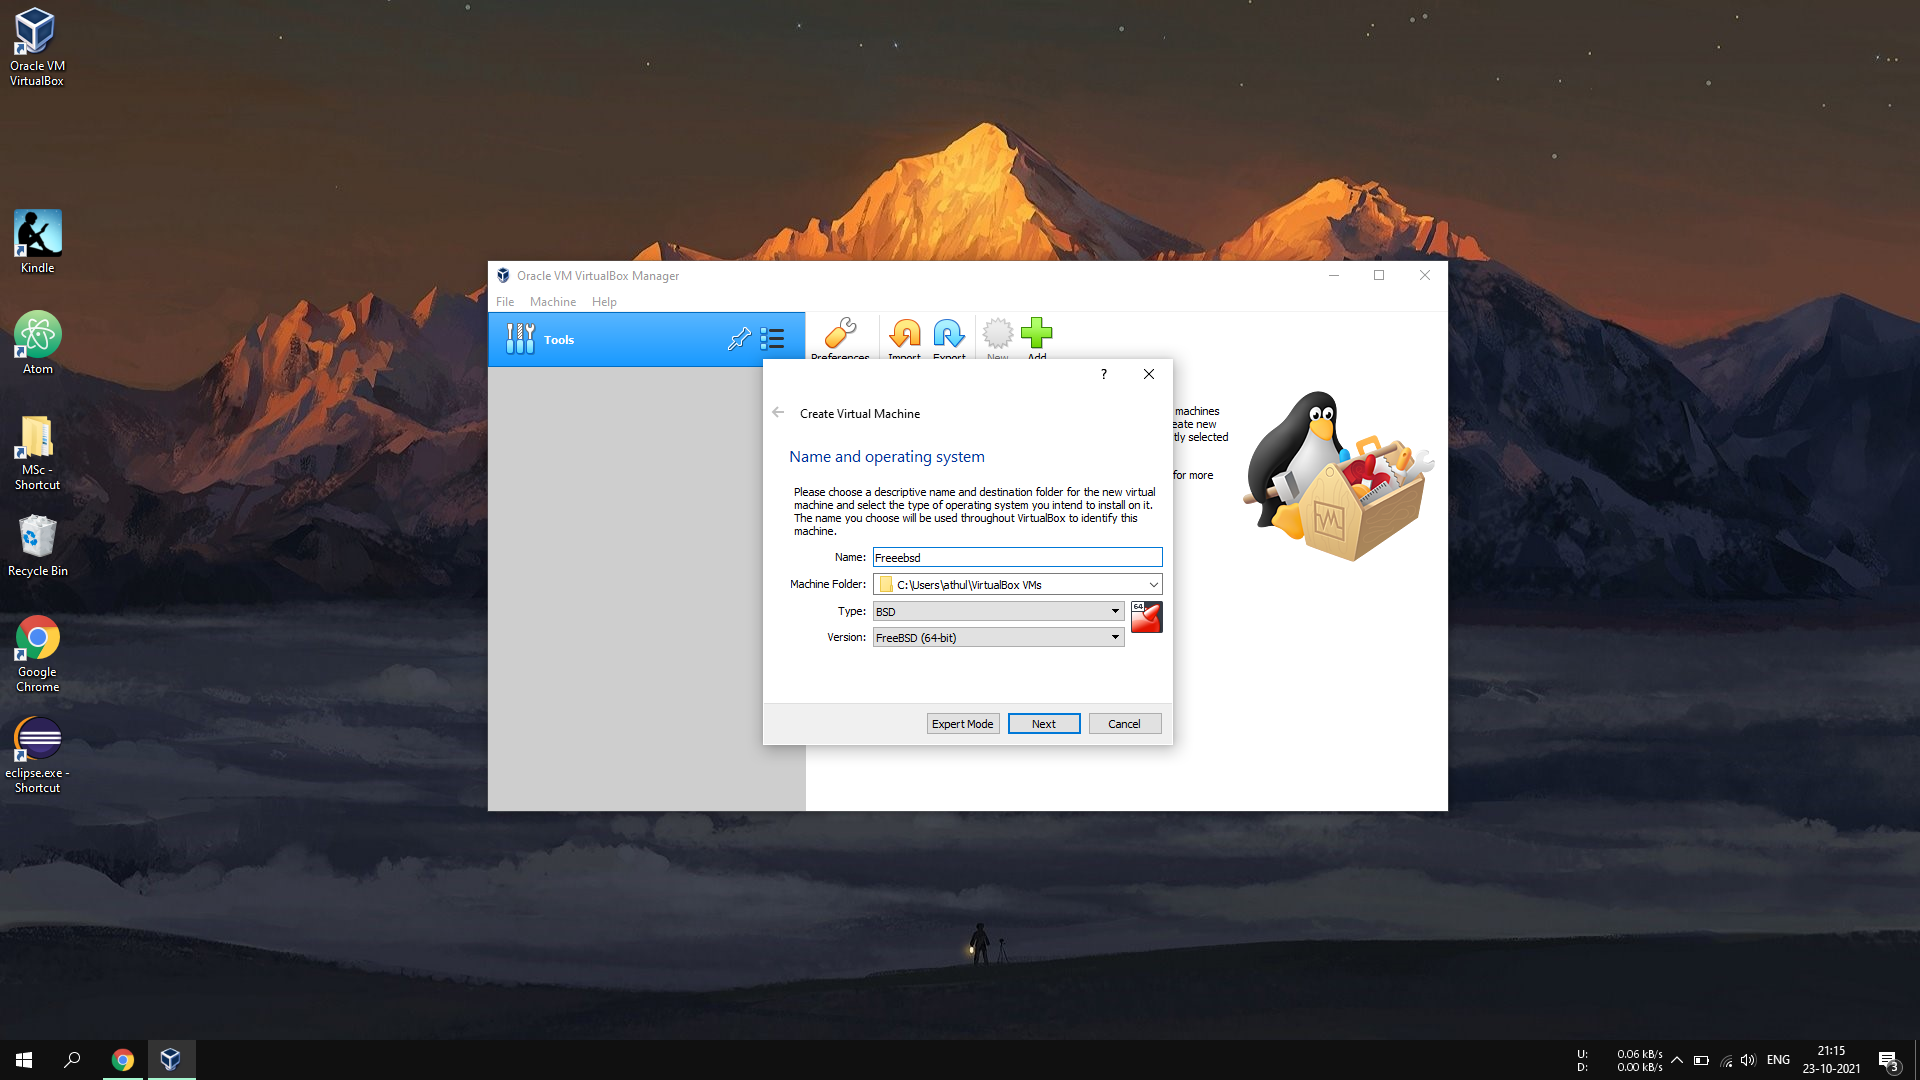 Oracle VM
VirtualBox
Kindle
Atom
MSc -
Shortcut
Recycle Bin
Google
Chrome
eclipse.exe -
Shortcut
Oracle VM VirtualBox Manager
File Machine Help
Tools
Preferences Import Export New Add
machines
eate new
tly selected
for more
?
Create Virtual Machine
Name and operating system
Please choose a descriptive name and destination folder for the new virtual
machine and select the type of operating system you intend to install on it.
The name you choose will be used throughout VirtualBox to identify this
machine.
Name: Freeebsd
Machine Folder: C:\Users\athul\VirtualBox VMs
Type: BSD
64
Version: FreeBSD (64-bit)
Expert Mode Next Cancel
U: 0.06 kB/s
D: 0.00 kB/s
ENG
21:15
23-10-2021
3